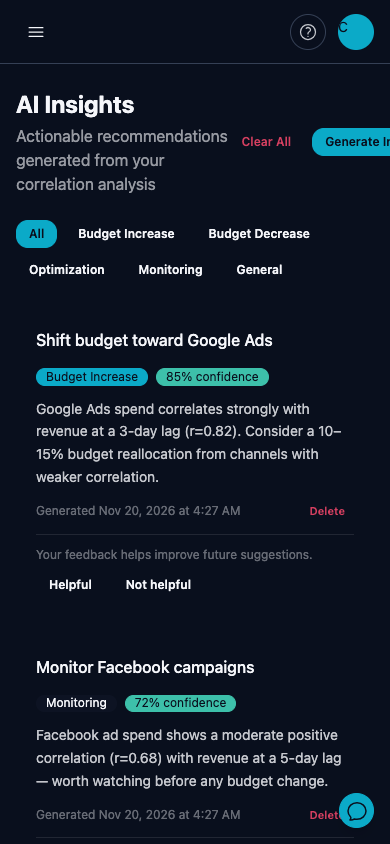 C
AI Insights
Actionable recommendations
generated from your
correlation analysis
Clear All
Generate
All
Budget Increase
Budget Decrease
Optimization
Monitoring
General
Shift budget toward Google Ads
Budget Increase
85% confidence
Google Ads spend correlates strongly with
revenue at a 3-day lag (r=0.82). Consider a 10–
15% budget reallocation from channels with
weaker correlation.
Generated Nov 20, 2026 at 4:27 AM
Delete
Your feedback helps improve future suggestions.
Helpful
Not helpful
Monitor Facebook campaigns
Monitoring
72% confidence
Facebook ad spend shows a moderate positive
correlation (r=0.68) with revenue at a 5-day lag
— worth watching before any budget change.
Generated Nov 20, 2026 at 4:27 AM